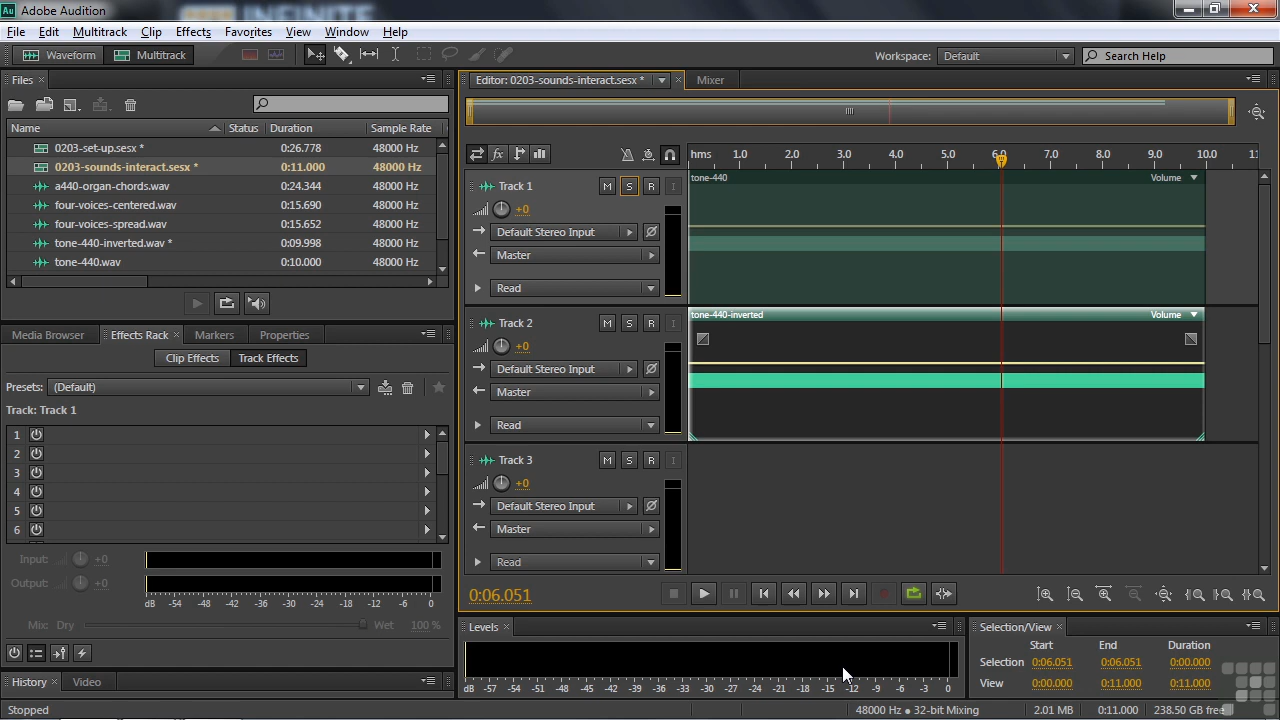 Au Adobe Audition
INFINITE
File Edit Multitrack Clip Effects Favorites View Window Help
Waveform Multitrack Workspace: Default Search Help
Files
Name Status Duration Sample Rate
0203-set-up.sesx * 0:26.778 48000 Hz
0203-sounds-interact.sesx * 0:11.000 48000 Hz
a440-organ-chords.wav 0:24.344 48000 Hz
four-voices-centered.wav 0:15.690 48000 Hz
four-voices-spread.wav 0:15.652 48000 Hz
tone-440-inverted.wav * 0:09.998 48000 Hz
tone-440.wav 0:10.000 48000 Hz
Media Browser Effects Rack Markers Properties
Clip Effects Track Effects
Presets: (Default)
Track: Track 1
1
2
3
4
5
6
Input: +0
Output: +0
dB -54 -48 -42 -36 -30 -24 -18 -12 -6 0
Mix: Dry Wet 100 %
History Video
Stopped
Editor: 0203-sounds-interact.sesx * Mixer
fx hms 1.0 2.0 3.0 4.0 5.0 6.0 7.0 8.0 9.0 10.0 11
Track 1 M S R I
+0
Default Stereo Input
Master
Read
tone-440 Volume
Track 2 M S R I
+0
Default Stereo Input
Master
Read
tone-440-inverted Volume
Track 3 M S R I
+0
Default Stereo Input
Master
Read
0:06.051
Levels
dB -57 -54 -51 -48 -45 -42 -39 -36 -33 -30 -27 -24 -21 -18 -15 -12 -9 -6 -3 0
Selection/View
Start End Duration
Selection 0:06.051 0:06.051 0:00.000
View 0:00.000 0:11.000 0:11.000
48000 Hz ● 32-bit Mixing 2.01 MB 0:11.000 238.50 GB free